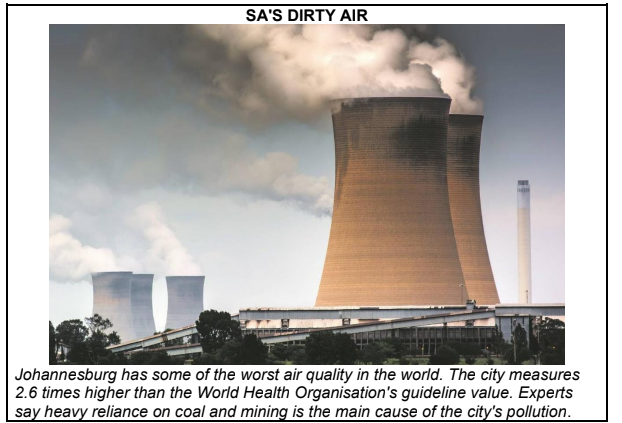 SA'S DIRTY AIR
Johannesburg has some of the worst air quality in the world. The city measures
2.6 times higher than the World Health Organisation's guideline value. Experts
say heavy reliance on coal and mining is the main cause of the city's pollution.